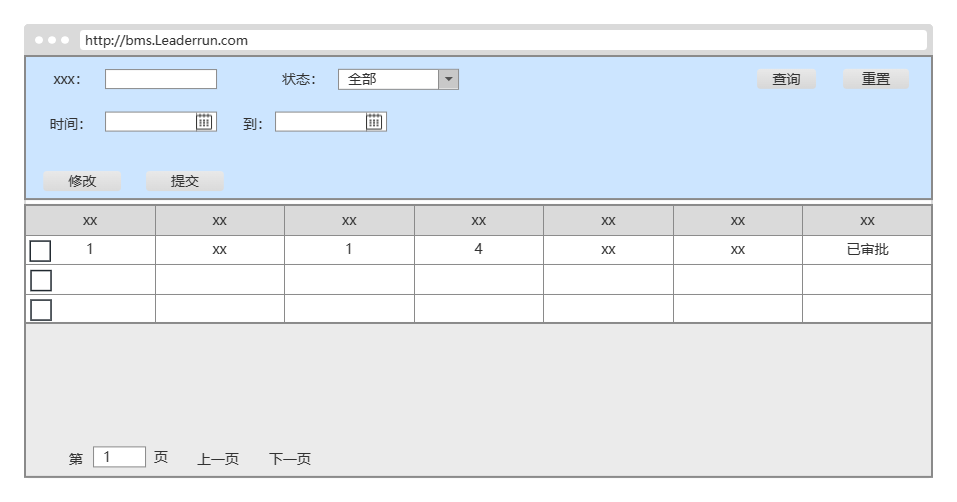 http://bms.Leaderrun.com
xxx： 状态： 全部 查询 重置
时间： 到：
修改 提交
xx xx xx xx xx xx xx
1 xx 1 4 xx xx 已审批
第 1 页 上一页 下一页